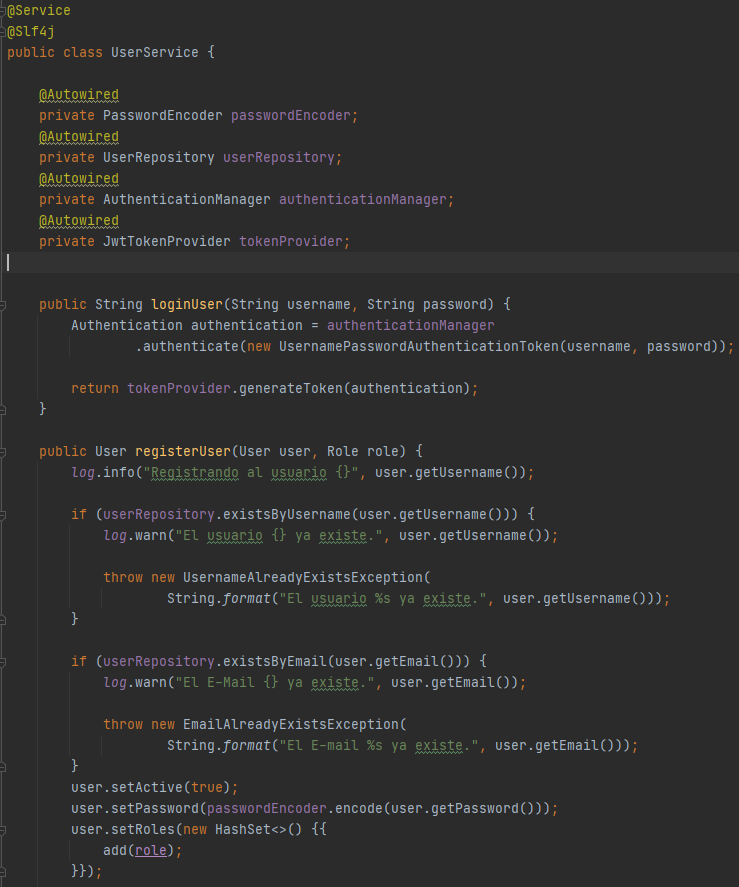 @Service
@Slf4j
public class UserService {
@Autowired
private PasswordEncoder passwordEncoder;
@Autowired
private UserRepository userRepository;
@Autowired
private AuthenticationManager authenticationManager;
@Autowired
private JwtTokenProvider tokenProvider;
public String loginUser(String username, String password) {
Authentication authentication = authenticationManager
.authenticate(new UsernamePasswordAuthenticationToken(username, password));
return tokenProvider.generateToken(authentication);
}
public User registerUser(User user, Role role) {
log.info("Registrando al usuario {}", user.getUsername());
if (userRepository.existsByUsername(user.getUsername())) {
log.warn("El usuario {} ya existe.", user.getUsername());
throw new UsernameAlreadyExistsException(
String.format("El usuario %s ya existe.", user.getUsername()));
}
if (userRepository.existsByEmail(user.getEmail())) {
log.warn("El E-Mail {} ya existe.", user.getEmail());
throw new EmailAlreadyExistsException(
String.format("El E-mail %s ya existe.", user.getEmail()));
}
user.setActive(true);
user.setPassword(passwordEncoder.encode(user.getPassword()));
user.setRoles(new HashSet<>() {{
add(role);
}});